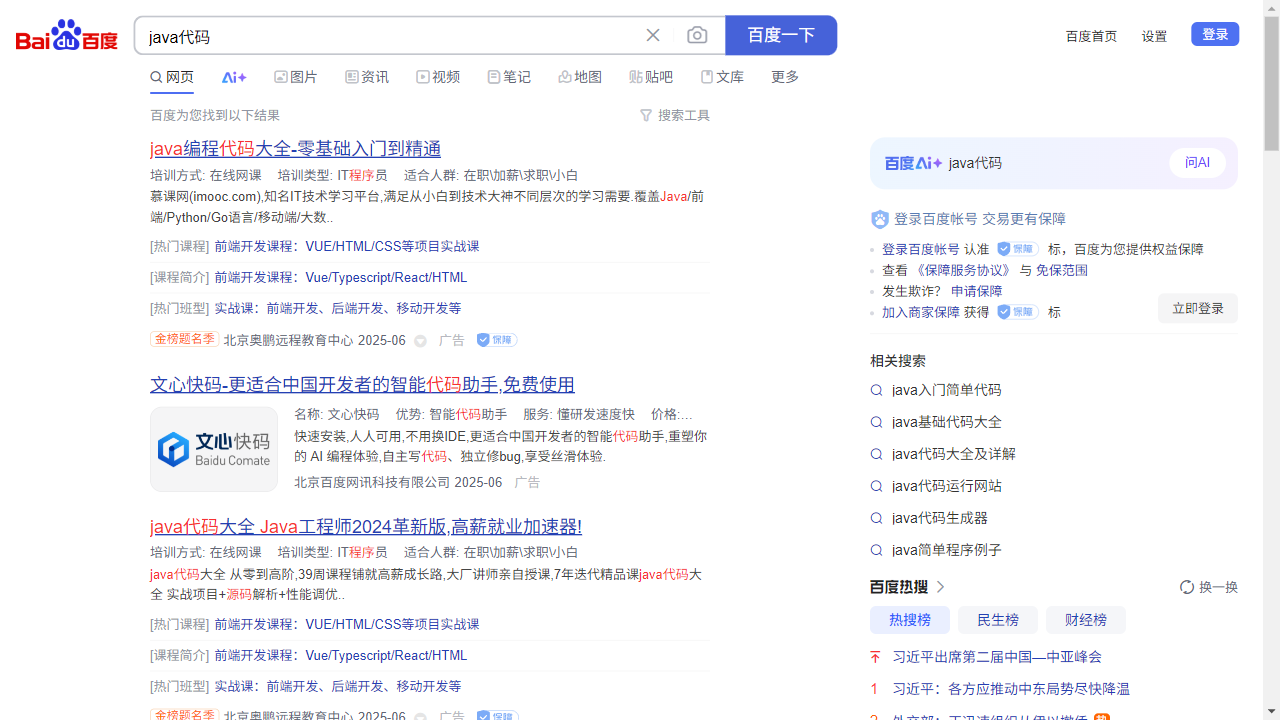 Bai du 百度
java代码
百度一下
百度首页 设置 登录
网页 Ai+ 图片 资讯 视频 笔记 地图 贴吧 文库 更多
百度为您找到以下结果 搜索工具
java编程代码大全-零基础入门到精通
培训方式: 在线网课 培训类型: IT程序员 适合人群: 在职\加薪\求职\小白
慕课网(imooc.com),知名IT技术学习平台,满足从小白到技术大神不同层次的学习需要.覆盖Java/前
端/Python/Go语言/移动端/大数..
[热门课程] 前端开发课程：VUE/HTML/CSS等项目实战课
[课程简介] 前端开发课程：Vue/Typescript/React/HTML
[热门班型] 实战课：前端开发、后端开发、移动开发等
金榜题名季 北京奥鹏远程教育中心 2025-06 广告 保障
文心快码-更适合中国开发者的智能代码助手,免费使用
文心快码
Baidu Comate
名称: 文心快码 优势: 智能代码助手 服务: 懂研发速度快 价格:...
快速安装,人人可用,不用换IDE,更适合中国开发者的智能代码助手,重塑你
的 AI 编程体验,自主写代码、独立修bug,享受丝滑体验.
北京百度网讯科技有限公司 2025-06 广告
java代码大全 Java工程师2024革新版,高薪就业加速器!
培训方式: 在线网课 培训类型: IT程序员 适合人群: 在职\加薪\求职\小白
java代码大全 从零到高阶,39周课程铺就高薪成长路,大厂讲师亲自授课,7年迭代精品课java代码大
全 实战项目+源码解析+性能调优..
[热门课程] 前端开发课程：VUE/HTML/CSS等项目实战课
[课程简介] 前端开发课程：Vue/Typescript/React/HTML
[热门班型] 实战课：前端开发、后端开发、移动开发等
金榜题名季 北京奥鹏远程教育中心 2025-06 广告 保障
百度Ai+ java代码 问AI
登录百度帐号 交易更有保障
登录百度帐号 认准 保障 标，百度为您提供权益保障
查看 《保障服务协议》 与 免保范围
发生欺诈？ 申请保障
加入商家保障 获得 保障 标
立即登录
相关搜索
java入门简单代码
java基础代码大全
java代码大全及详解
java代码运行网站
java代码生成器
java简单程序例子
百度热搜 换一换
热搜榜 民生榜 财经榜
习近平出席第二届中国—中亚峰会
1 习近平：各方应推动中东局势尽快降温
2 外交部：正迅速组织从伊以撤侨 热